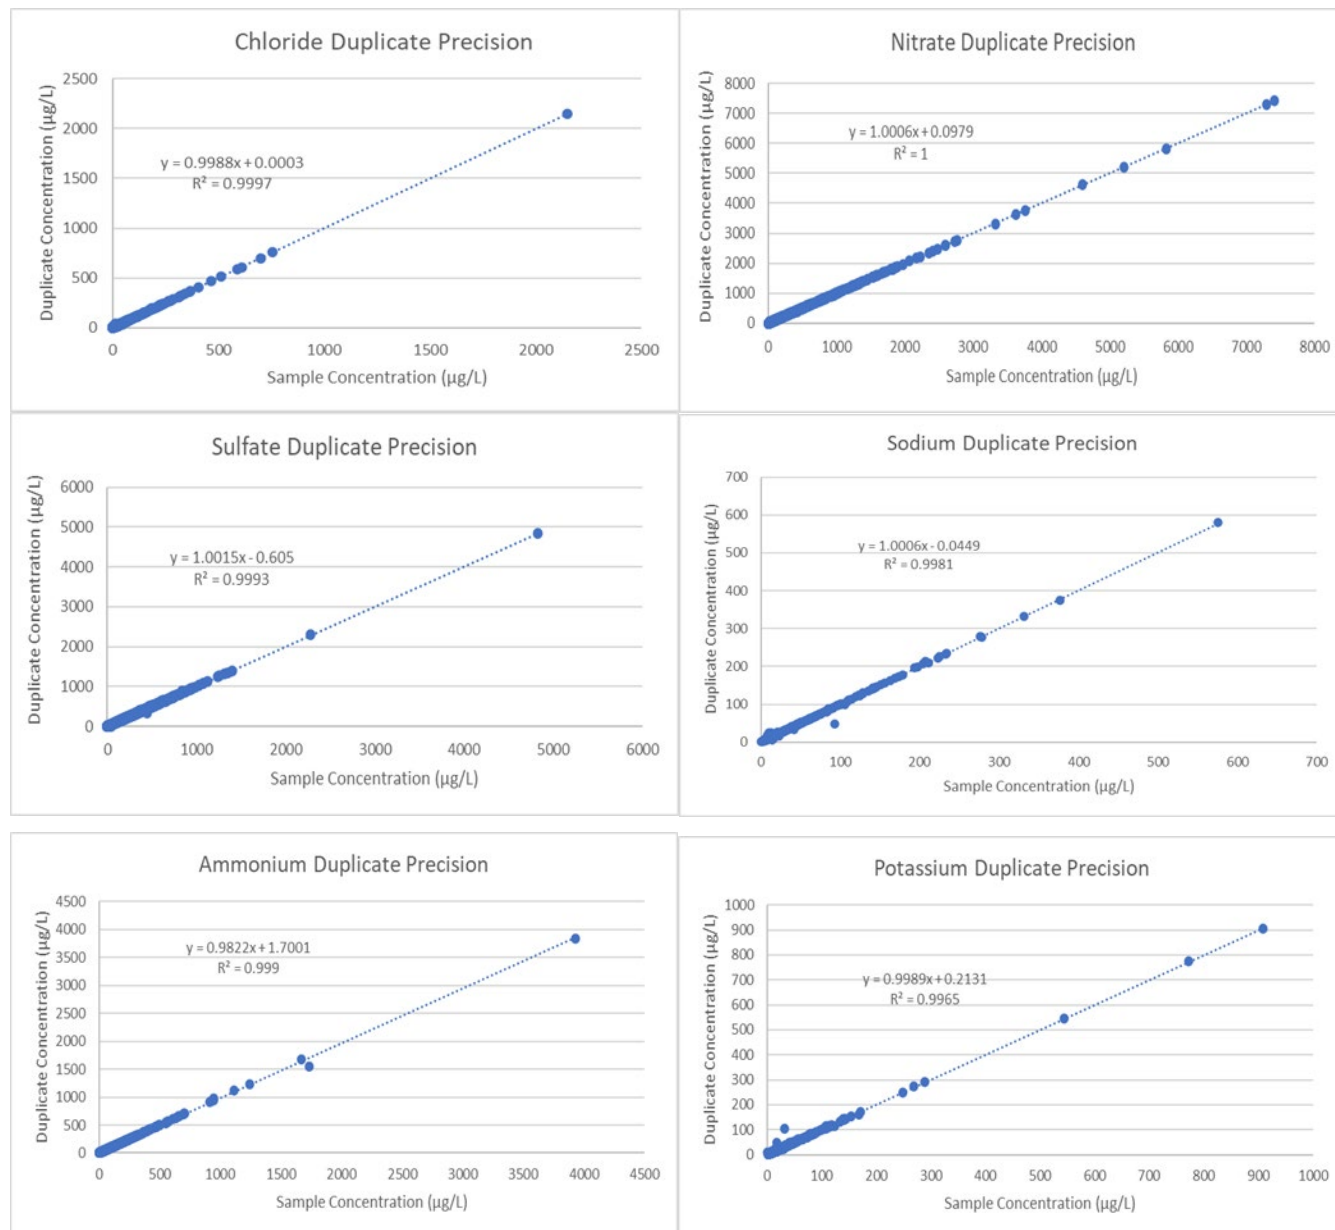 Chloride Duplicate Precision
Duplicate Concentration (µg/L)
2500
2000
1500
1000
500
0
y = 0.9988x + 0.0003
R² = 0.9997
0 500 1000 1500 2000 2500
Sample Concentration (µg/L)
Nitrate Duplicate Precision
Duplicate Concentration (µg/L)
8000
7000
6000
5000
4000
3000
2000
1000
0
y = 1.0006x + 0.0979
R² = 1
0 1000 2000 3000 4000 5000 6000 7000 8000
Sample Concentration (µg/L)
Sulfate Duplicate Precision
Duplicate Concentration (µg/L)
6000
5000
4000
3000
2000
1000
0
y = 1.0015x - 0.605
R² = 0.9993
0 1000 2000 3000 4000 5000 6000
Sample Concentration (µg/L)
Sodium Duplicate Precision
Duplicate Concentration (µg/L)
700
600
500
400
300
200
100
0
y = 1.0006x - 0.0449
R² = 0.9981
0 100 200 300 400 500 600 700
Sample Concentration (µg/L)
Ammonium Duplicate Precision
Duplicate Concentration (µg/L)
4500
4000
3500
3000
2500
2000
1500
1000
500
0
y = 0.9822x + 1.7001
R² = 0.999
0 500 1000 1500 2000 2500 3000 3500 4000 4500
Sample Concentration (µg/L)
Potassium Duplicate Precision
Duplicate Concentration (µg/L)
1000
900
800
700
600
500
400
300
200
100
0
y = 0.9989x + 0.2131
R² = 0.9965
0 100 200 300 400 500 600 700 800 900 1000
Sample Concentration (µg/L)